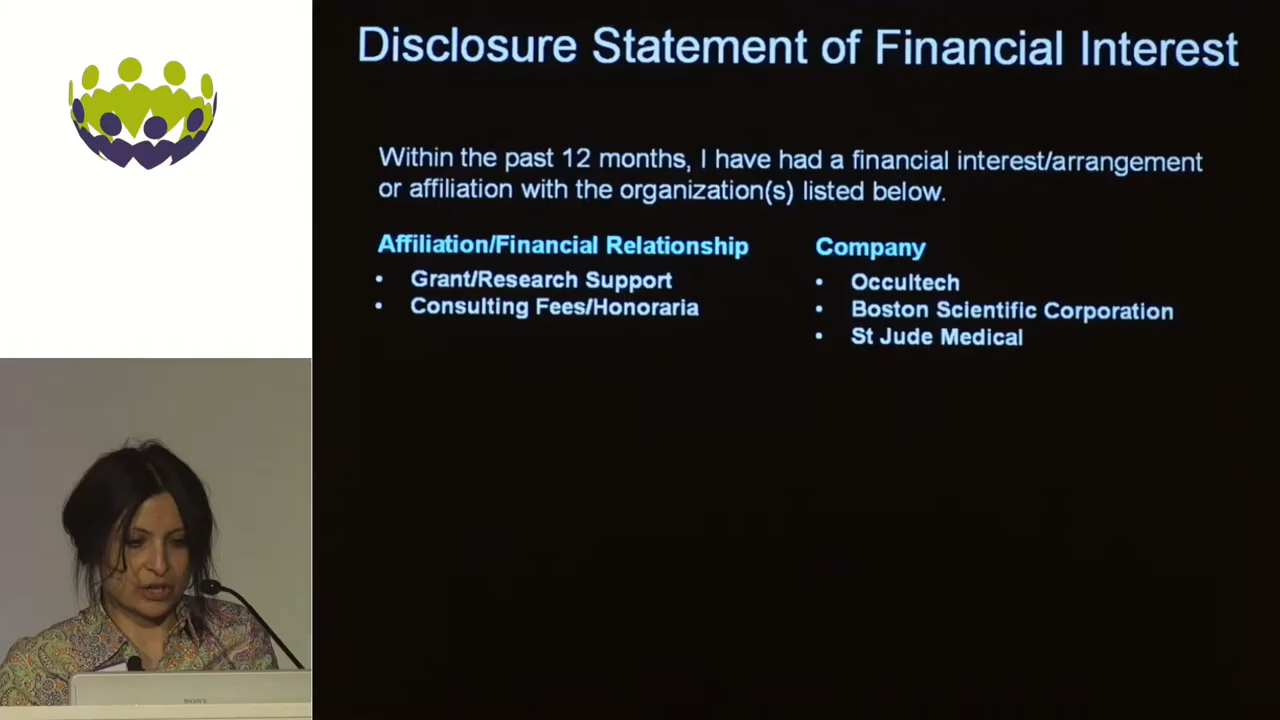 Disclosure Statement of Financial Interest
Within the past 12 months, I have had a financial interest/arrangement
or affiliation with the organization(s) listed below.
Affiliation/Financial Relationship
• Grant/Research Support
• Consulting Fees/Honoraria
Company
• Occultech
• Boston Scientific Corporation
• St Jude Medical
SONY